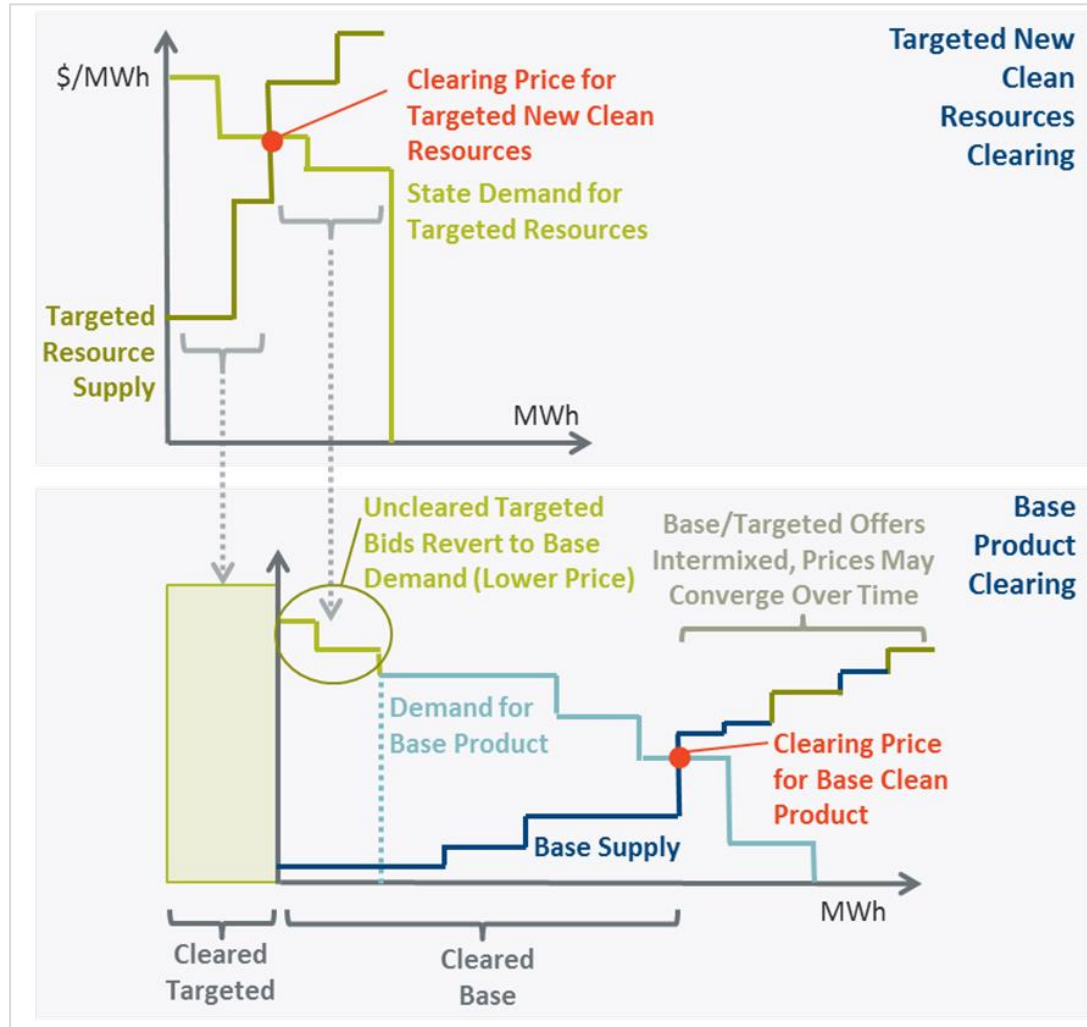 Targeted New
Clean
Resources
Clearing
$/MWh
Clearing Price for
Targeted New Clean
Resources
State Demand for
Targeted Resources
Targeted
Resource
Supply
MWh
Uncleared Targeted
Bids Revert to Base
Demand (Lower Price)
Base/Targeted Offers
Intermixed, Prices May
Converge Over Time
Base
Product
Clearing
Demand for
Base Product
Clearing Price
for Base Clean
Product
Base Supply
MWh
Cleared
Targeted
Cleared
Base